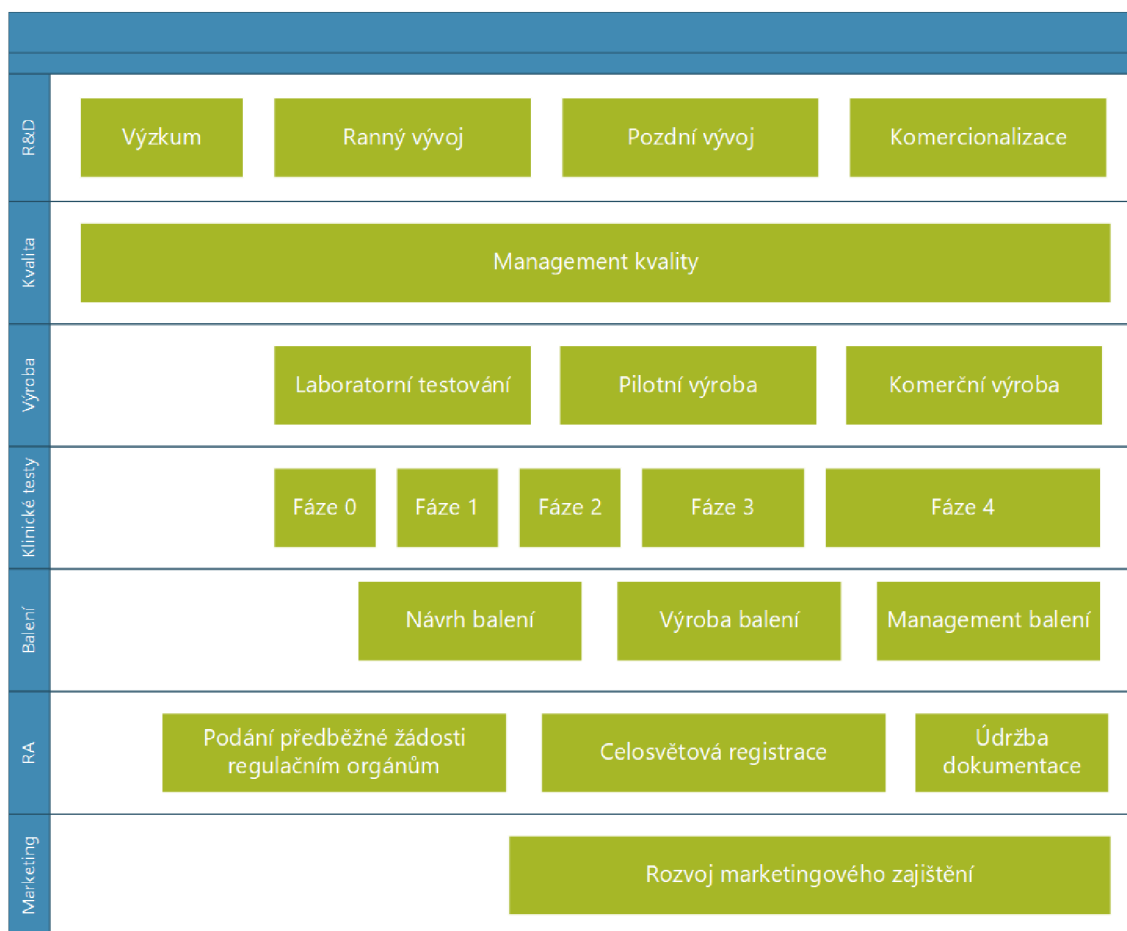 R&D
Výzkum
Ranný vývoj
Pozdní vývoj
Komercionalizace
Kvalita
Management kvality
Výroba
Laboratorní testování
Pilotní výroba
Komerční výroba
Klinické testy
Fáze 0
Fáze 1
Fáze 2
Fáze 3
Fáze 4
Balení
Návrh balení
Výroba balení
Management balení
RA
Podání předběžné žádosti
regulačním orgánům
Celosvětová registrace
Údržba
dokumentace
Marketing
Rozvoj marketingového zajištění